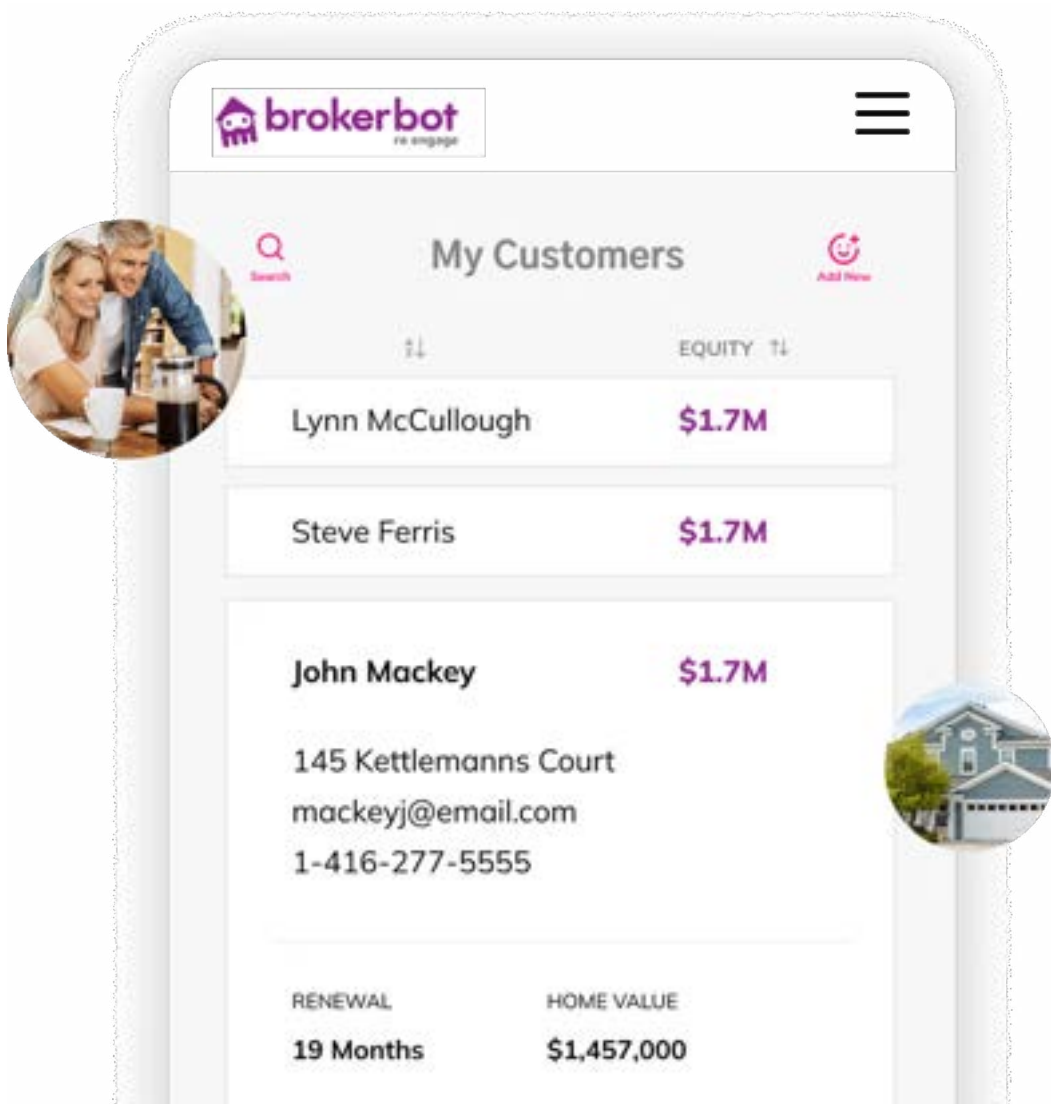 brokerbot
re engage
My Customers
Search
Add New
EQUITY
Lynn McCullough $1.7M
Steve Ferris $1.7M
John Mackey $1.7M
145 Kettlemanns Court
mackeyj@email.com
1-416-277-5555
RENEWAL HOME VALUE
19 Months $1,457,000